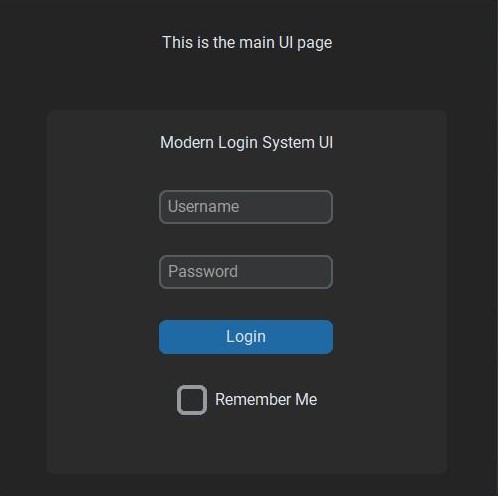 This is the main UI page
Modern Login System UI
Username
Password
Login
Remember Me